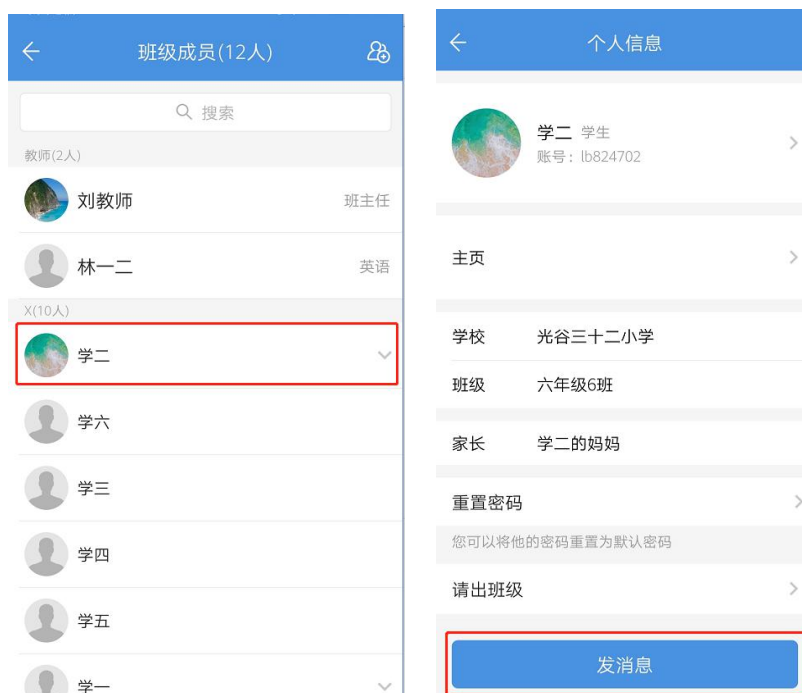 班级成员(12人)
搜索
教师(2人)
刘教师 班主任
林一二 英语
X(10人)
学二
学六
学三
学四
学五
学一
个人信息
学二 学生
账号：lb824702
主页
学校 光谷三十二小学
班级 六年级6班
家长 学二的妈妈
重置密码
您可以将他的密码重置为默认密码
请出班级
发消息